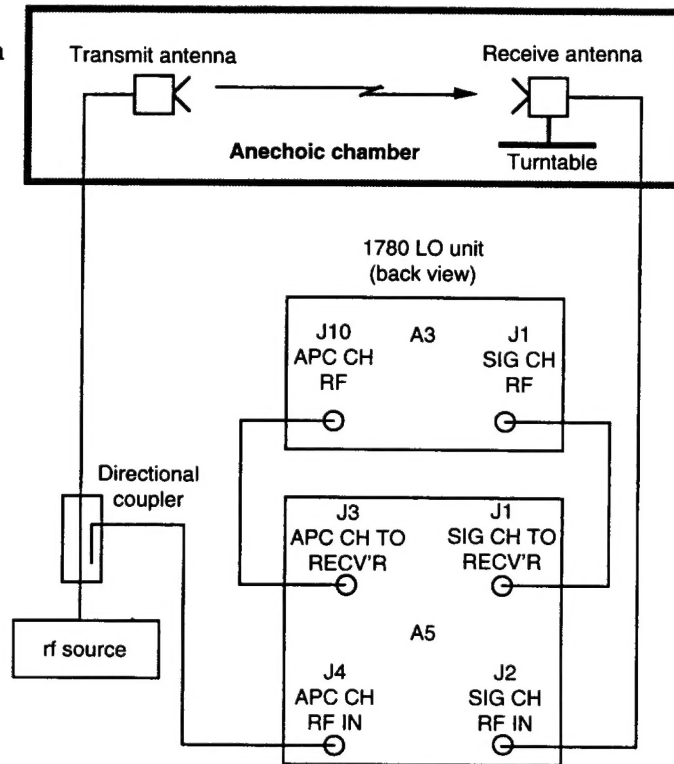 Transmit antenna
Receive antenna
Anechoic chamber
Turntable
1780 LO unit
(back view)
J10
APC CH
RF
A3
J1
SIG CH
RF
Directional
coupler
rf source
J3
APC CH TO
RECV'R
J1
SIG CH TO
RECV'R
A5
J4
APC CH
RF IN
J2
SIG CH
RF IN